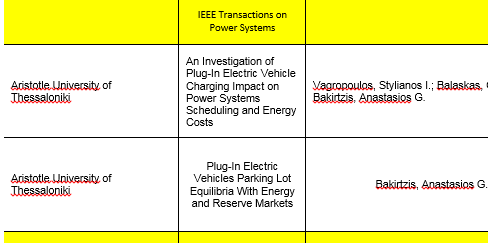 IEEE Transactions on
Power Systems
Aristotle University of
Thessaloniki
An Investigation of
Plug-In Electric Vehicle
Charging Impact on
Power Systems
Scheduling and Energy
Costs
Vagropoulos, Stylianos I.; Balaskas,
Bakirtzis, Anastasios G.
Aristotle University of
Thessaloniki
Plug-In Electric
Vehicles Parking Lot
Equilibria With Energy
and Reserve Markets
Bakirtzis, Anastasios G.